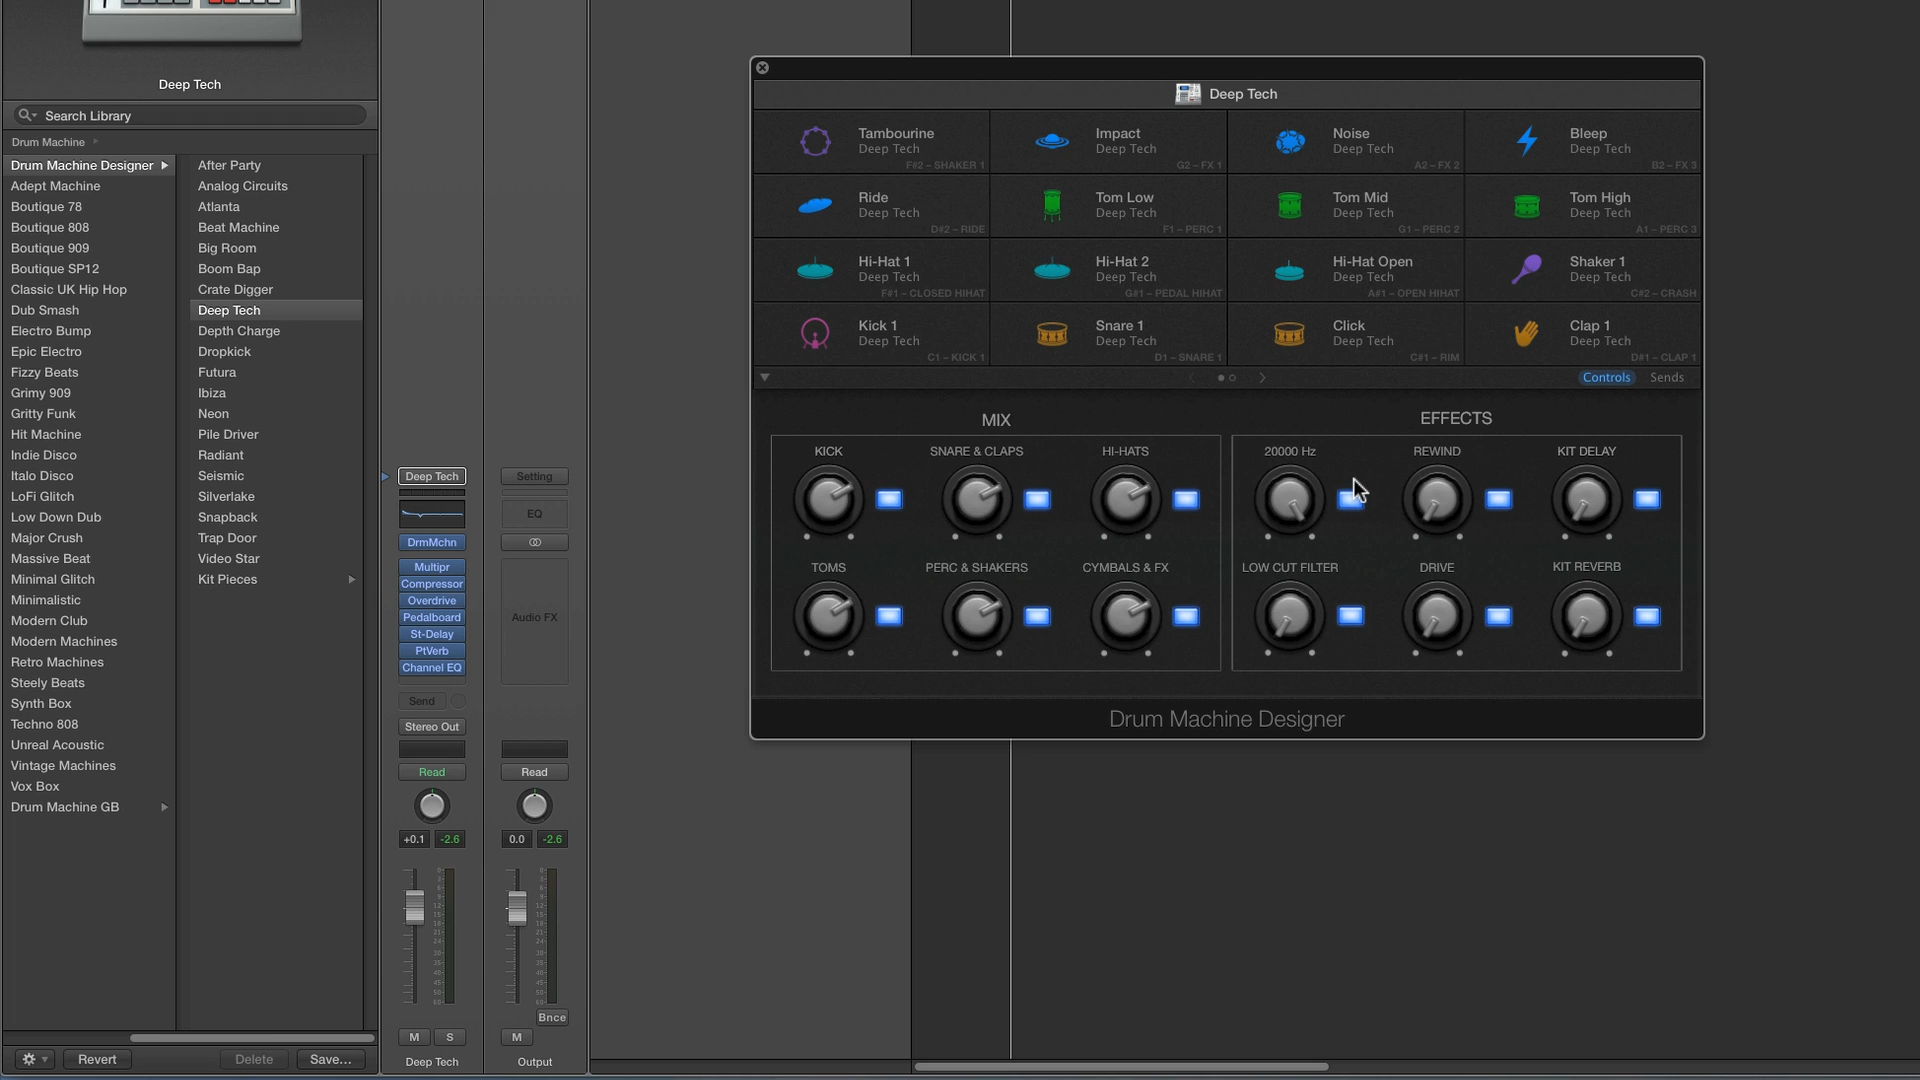 Deep Tech
Search Library
Drum Machine
Drum Machine Designer
Adept Machine
Boutique 78
Boutique 808
Boutique 909
Boutique SP12
Classic UK Hip Hop
Dub Smash
Electro Bump
Epic Electro
Fizzy Beats
Grimy 909
Gritty Funk
Hit Machine
Indie Disco
Italo Disco
LoFi Glitch
Low Down Dub
Major Crush
Massive Beat
Minimal Glitch
Minimalistic
Modern Club
Modern Machines
Retro Machines
Steely Beats
Synth Box
Techno 808
Unreal Acoustic
Vintage Machines
Vox Box
Drum Machine GB
After Party
Analog Circuits
Atlanta
Beat Machine
Big Room
Boom Bap
Crate Digger
Deep Tech
Depth Charge
Dropkick
Futura
Ibiza
Neon
Pile Driver
Radiant
Seismic
Silverlake
Snapback
Trap Door
Video Star
Kit Pieces
Revert
Delete
Save...
Deep Tech
DrmMchn
Multipr
Compressor
Overdrive
Pedalboard
St-Delay
PtVerb
Channel EQ
Send
Stereo Out
Read
+0.1 -2.6
M S
Deep Tech
Setting
EQ
Audio FX
Read
0.0 -2.6
Bnce
M
Output
Deep Tech
Tambourine
Deep Tech
F#2 – SHAKER 1
Impact
Deep Tech
G2 – FX 1
Noise
Deep Tech
A2 – FX 2
Bleep
Deep Tech
B2 – FX 3
Ride
Deep Tech
D#2 – RIDE
Tom Low
Deep Tech
F1 – PERC 1
Tom Mid
Deep Tech
G1 – PERC 2
Tom High
Deep Tech
A1 – PERC 3
Hi-Hat 1
Deep Tech
F#1 – CLOSED HIHAT
Hi-Hat 2
Deep Tech
G#1 – PEDAL HIHAT
Hi-Hat Open
Deep Tech
A#1 – OPEN HIHAT
Shaker 1
Deep Tech
C#2 – CRASH
Kick 1
Deep Tech
C1 – KICK 1
Snare 1
Deep Tech
D1 – SNARE 1
Click
Deep Tech
C#1 – RIM
Clap 1
Deep Tech
D#1 – CLAP 1
Controls Sends
MIX
KICK SNARE & CLAPS HI-HATS
TOMS PERC & SHAKERS CYMBALS & FX
EFFECTS
20000 Hz REWIND KIT DELAY
LOW CUT FILTER DRIVE KIT REVERB
Drum Machine Designer